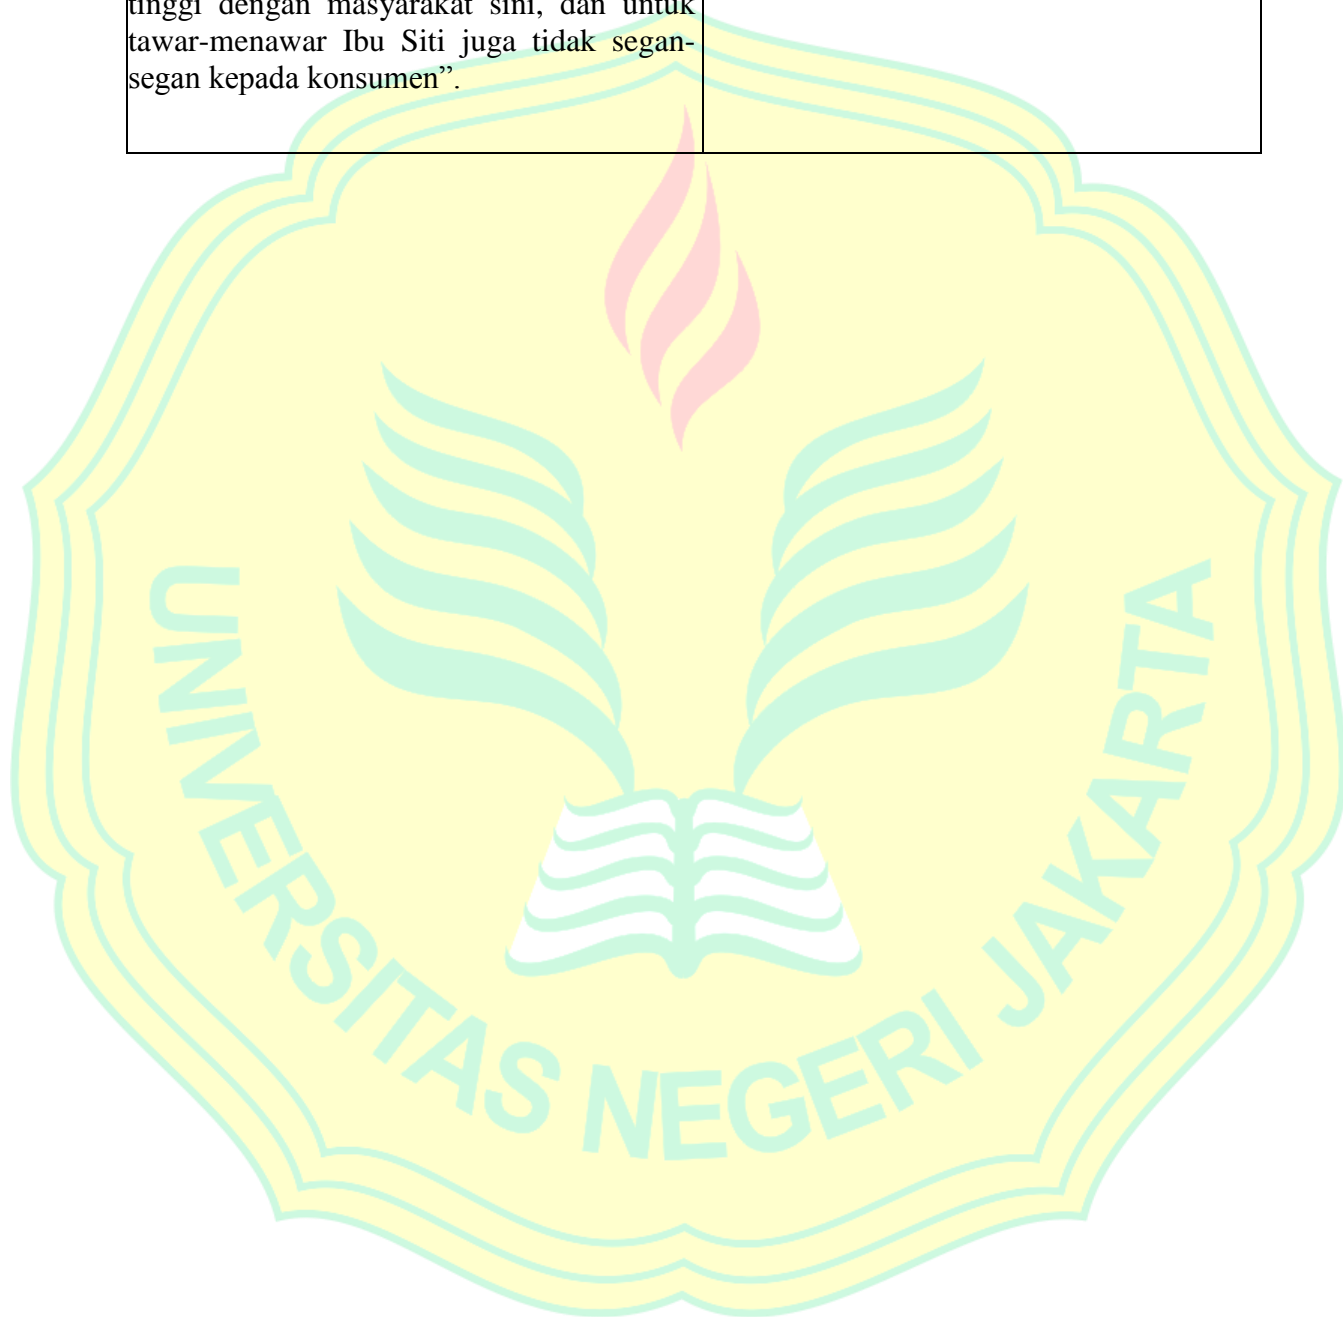 tinggi dengan masyarakat sini, dan untuk
tawar-menawar Ibu Siti juga tidak segan-
segan kepada konsumen”.
UNIVERSITAS NEGERI JAKARTA